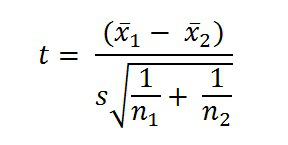 t = (x̄₁ − x̄₂) / (s√(1/n₁ + 1/n₂))